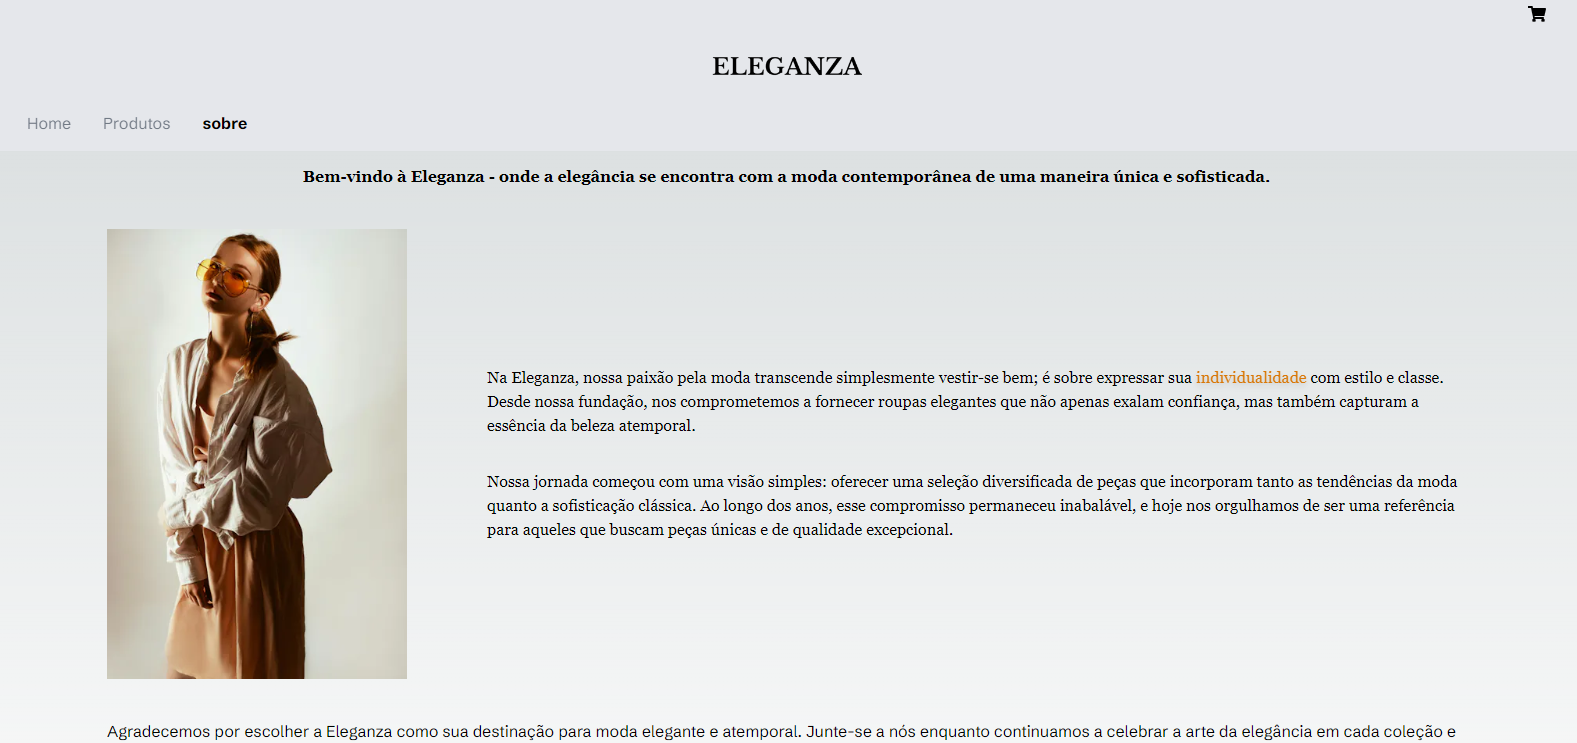 ELEGANZA
Home Produtos sobre
Bem-vindo à Eleganza - onde a elegância se encontra com a moda contemporânea de uma maneira única e sofisticada.
Na Eleganza, nossa paixão pela moda transcende simplesmente vestir-se bem; é sobre expressar sua individualidade com estilo e classe.
Desde nossa fundação, nos comprometemos a fornecer roupas elegantes que não apenas exalam confiança, mas também capturam a
essência da beleza atemporal.
Nossa jornada começou com uma visão simples: oferecer uma seleção diversificada de peças que incorporam tanto as tendências da moda
quanto a sofisticação clássica. Ao longo dos anos, esse compromisso permaneceu inabalável, e hoje nos orgulhamos de ser uma referência
para aqueles que buscam peças únicas e de qualidade excepcional.
Agradecemos por escolher a Eleganza como sua destinação para moda elegante e atemporal. Junte-se a nós enquanto continuamos a celebrar a arte da elegância em cada coleção e